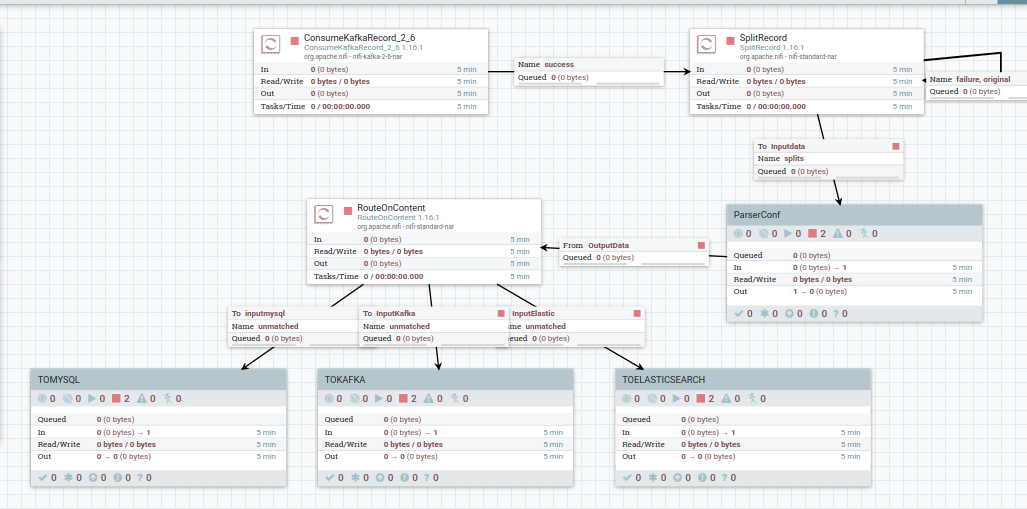 ConsumeKafkaRecord_2_6
ConsumeKafkaRecord_2_6 1.16.1
org.apache.nifi - nifi-kafka-2-6-nar
In 0 (0 bytes) 5 min
Read/Write 0 bytes / 0 bytes 5 min
Out 0 (0 bytes) 5 min
Tasks/Time 0 / 00:00:00.000 5 min
Name success
Queued 0 (0 bytes)
SplitRecord
SplitRecord 1.16.1
org.apache.nifi - nifi-standard-nar
In 0 (0 bytes) 5 min
Read/Write 0 bytes / 0 bytes 5 min
Out 0 (0 bytes) 5 min
Tasks/Time 0 / 00:00:00.000 5 min
Name failure, original
Queued 0 (0 bytes)
To Inputdata
Name splits
Queued 0 (0 bytes)
RouteOnContent
RouteOnContent 1.16.1
org.apache.nifi - nifi-standard-nar
In 0 (0 bytes) 5 min
Read/Write 0 bytes / 0 bytes 5 min
Out 0 (0 bytes) 5 min
Tasks/Time 0 / 00:00:00.000 5 min
From OutputData
Queued 0 (0 bytes)
ParserConf
0 0 0 2 0 0
Queued 0 (0 bytes)
In 0 (0 bytes) → 1 5 min
Read/Write 0 bytes / 0 bytes 5 min
Out 1 → 0 (0 bytes) 5 min
0 0 0 0 ? 0
To inputmysql
Name unmatched
Queued 0 (0 bytes)
To InputKafka
Name unmatched
Queued 0 (0 bytes)
InputElastic
unmatched
0 (0 bytes)
TOMYSQL
0 0 0 2 0 0
Queued 0 (0 bytes)
In 0 (0 bytes) → 1 5 min
Read/Write 0 bytes / 0 bytes 5 min
Out 0 → 0 (0 bytes) 5 min
0 0 0 0 ? 0
TOKAFKA
0 0 0 2 0 0
Queued 0 (0 bytes)
In 0 (0 bytes) → 1 5 min
Read/Write 0 bytes / 0 bytes 5 min
Out 0 → 0 (0 bytes) 5 min
0 0 0 0 ? 0
TOELASTICSEARCH
0 0 0 2 0 0
Queued 0 (0 bytes)
In 0 (0 bytes) → 1 5 min
Read/Write 0 bytes / 0 bytes 5 min
Out 0 → 0 (0 bytes) 5 min
0 0 0 0 ? 0